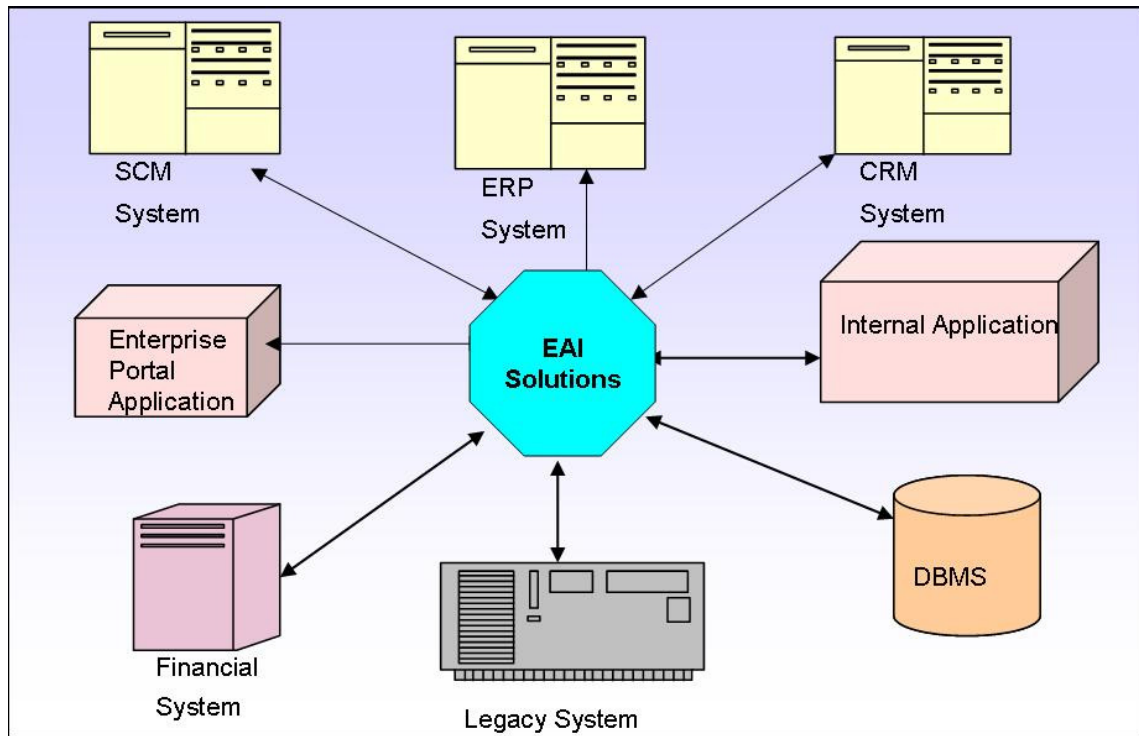 SCM
System
ERP
System
CRM
System
Enterprise
Portal
Application
EAI
Solutions
Internal Application
Financial
System
Legacy System
DBMS